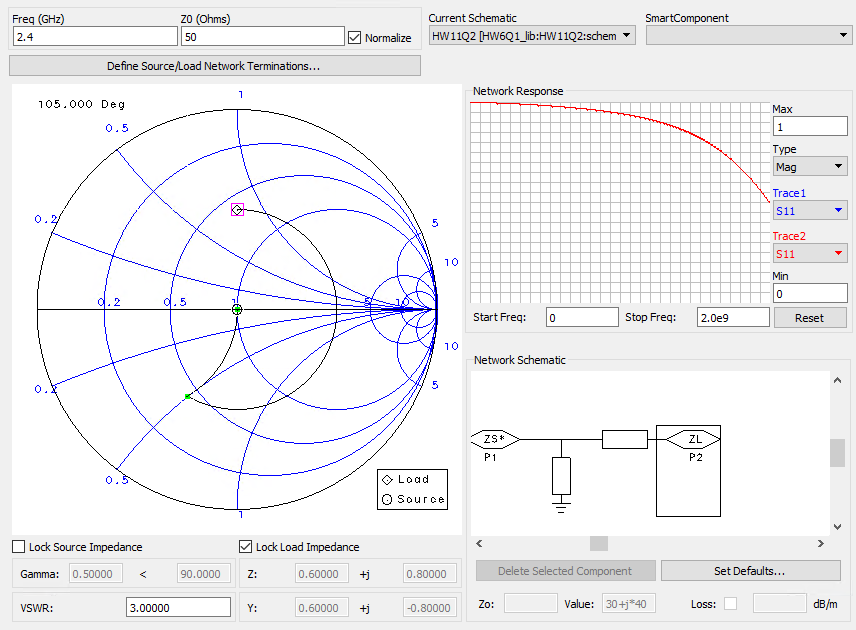 Freq (GHz)
Z0 (Ohms)
2.4
50
Normalize
Define Source/Load Network Terminations...
Current Schematic
HW11Q2 [HW6Q1_lib:HW11Q2:schem
SmartComponent
105.000 Deg
1
0.5
0.2
5
10
0.2
0.5
1
5
10
10
0.2
5
0.5
1
Load
Source
Network Response
Max
1
Type
Mag
Trace1
S11
Trace2
S11
Min
0
Start Freq:
0
Stop Freq:
2.0e9
Reset
Network Schematic
ZS*
P1
ZL
P2
Delete Selected Component
Set Defaults...
Zo:
Value:
30+j*40
Loss:
dB/m
Lock Source Impedance
Lock Load Impedance
Gamma:
0.50000
<
90.0000
Z:
0.60000
+j
0.80000
VSWR:
3.00000
Y:
0.60000
+j
-0.80000